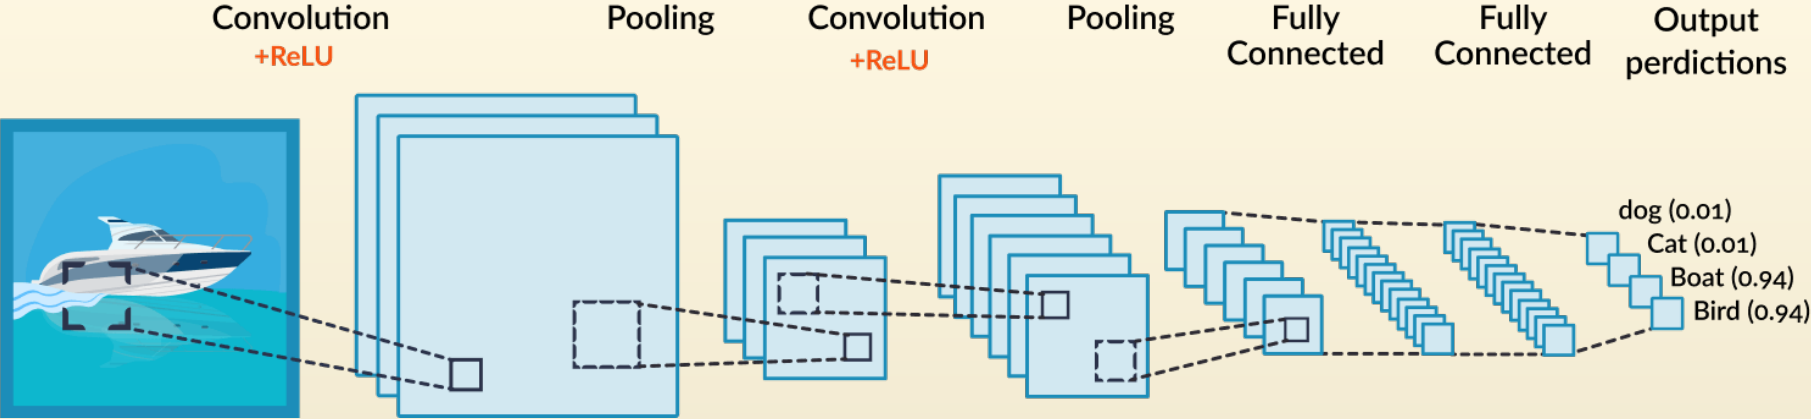 Convolution
+ReLU
Pooling
Convolution
+ReLU
Pooling
Fully
Connected
Fully
Connected
Output
perdictions
dog (0.01)
Cat (0.01)
Boat (0.94)
Bird (0.94)